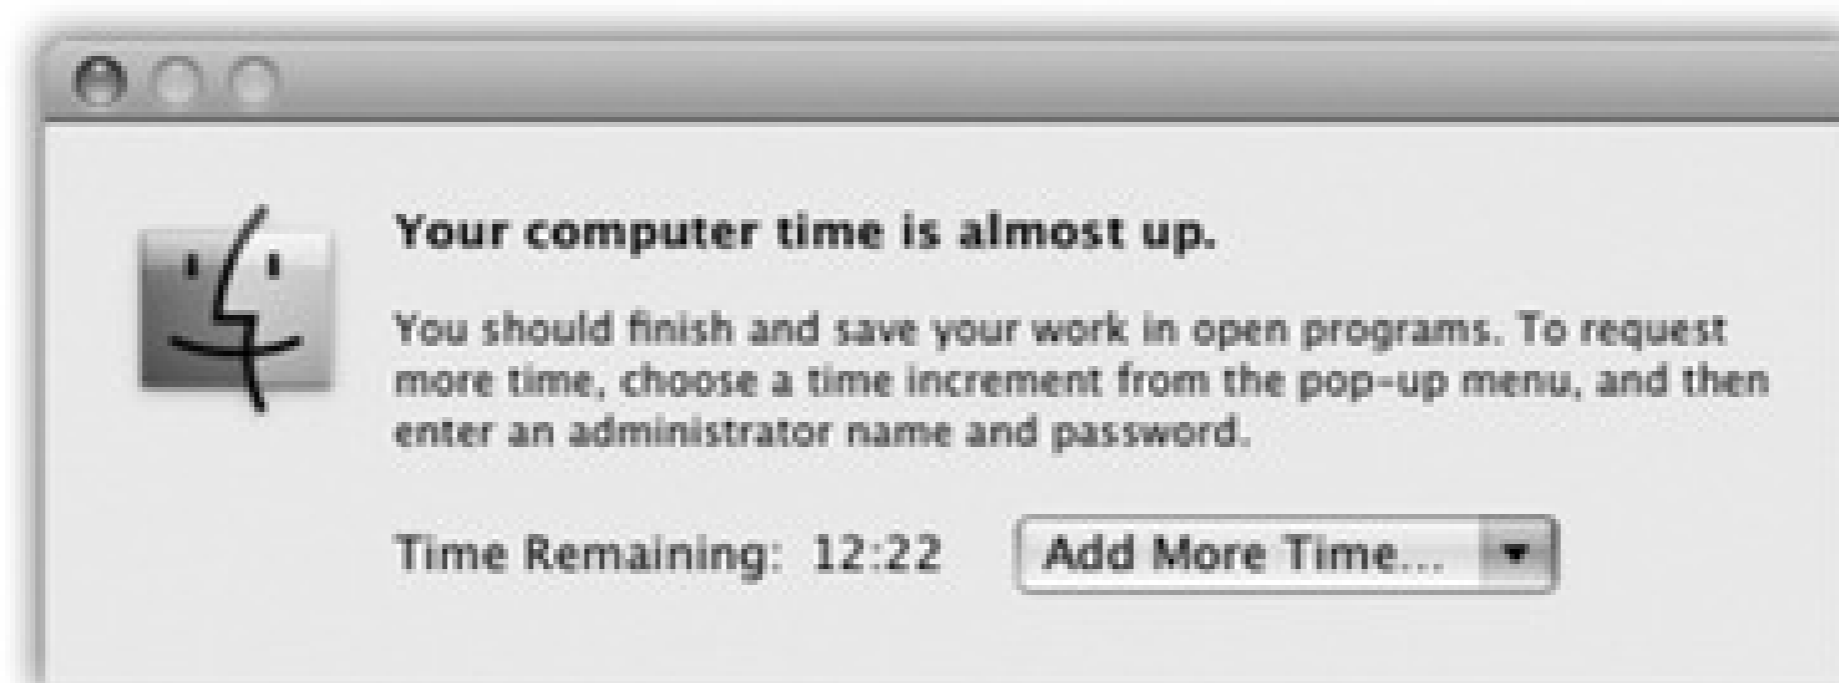 Your computer time is almost up.
You should finish and save your work in open programs. To request
more time, choose a time increment from the pop-up menu, and then
enter an administrator name and password.
Time Remaining: 12:22 Add More Time...